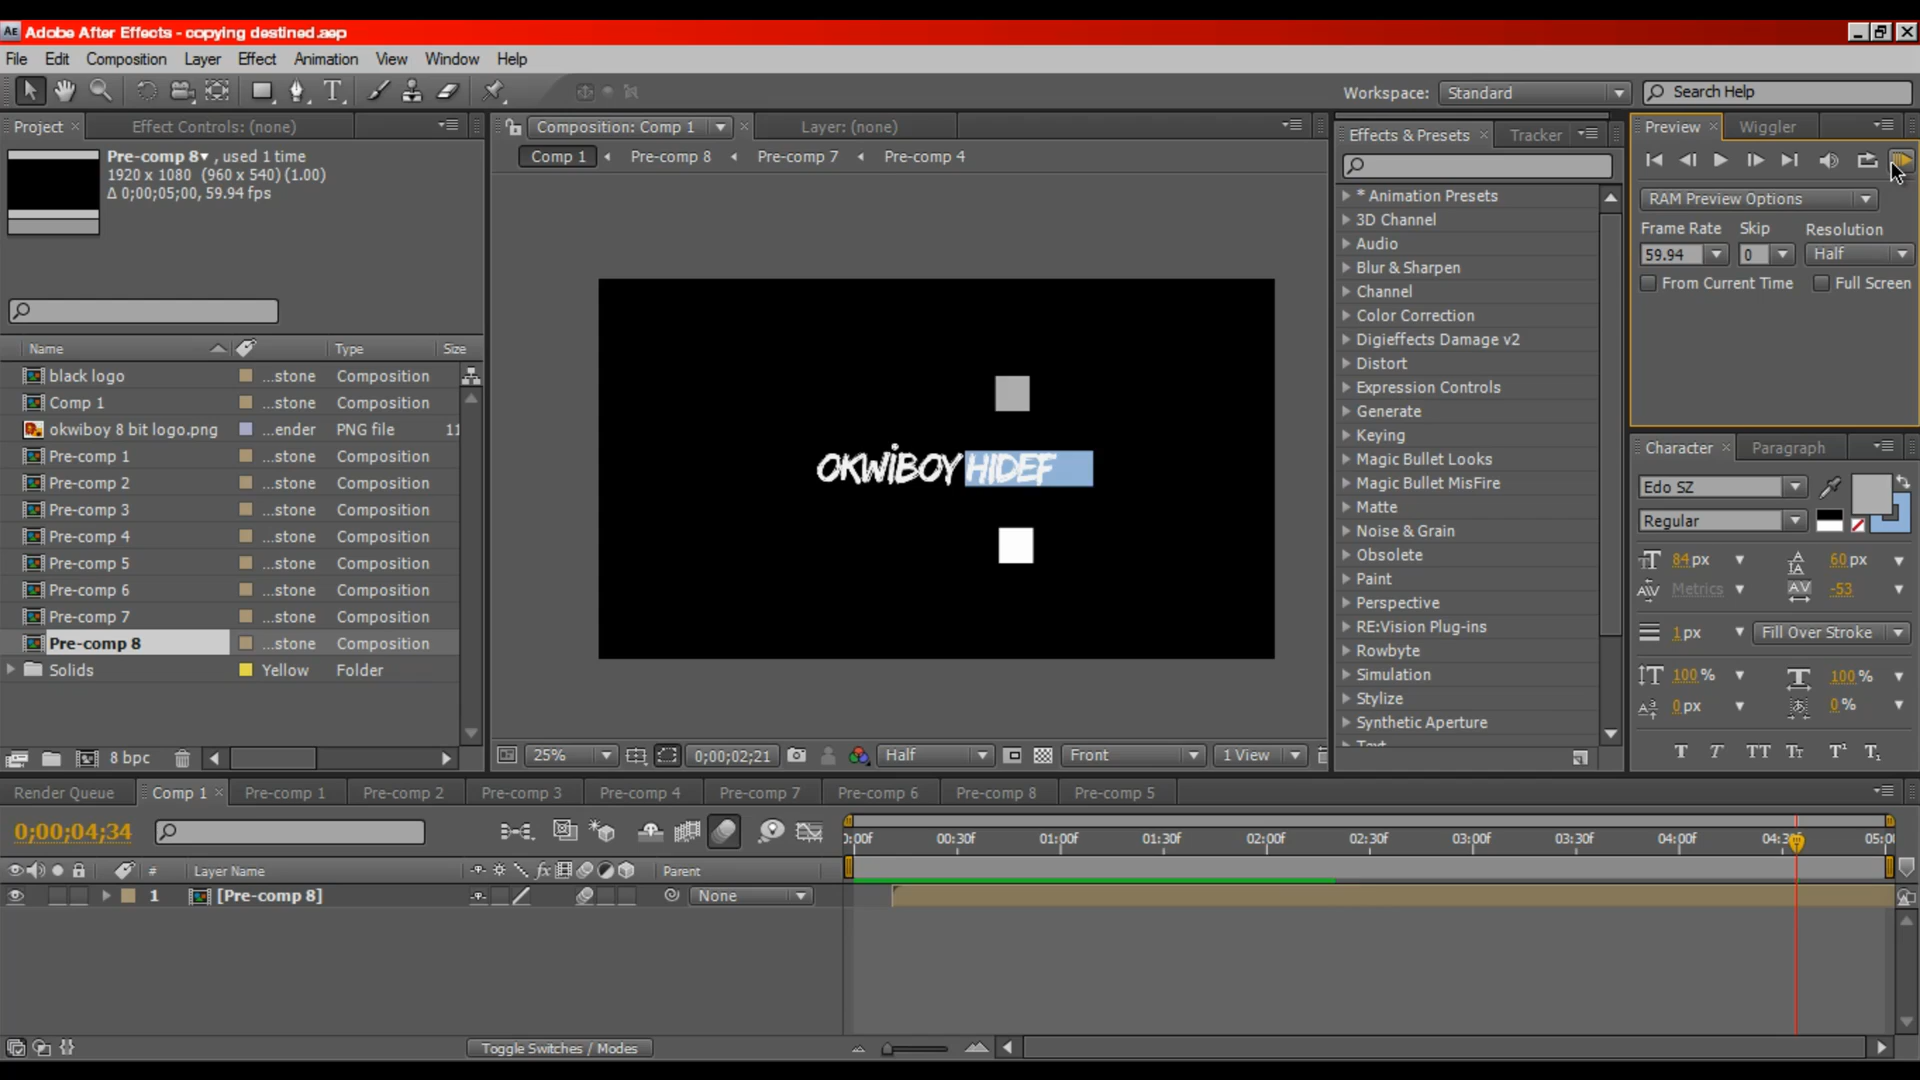 AE Adobe After Effects - copying destined.aep
File Edit Composition Layer Effect Animation View Window Help
Workspace: Standard Search Help
Project Effect Controls: (none)
Pre-comp 8 , used 1 time
1920 x 1080 (960 x 540) (1.00)
Δ 0;00;05;00, 59.94 fps
Name Type Size
black logo ...stone Composition
Comp 1 ...stone Composition
okwiboy 8 bit logo.png ...ender PNG file 11
Pre-comp 1 ...stone Composition
Pre-comp 2 ...stone Composition
Pre-comp 3 ...stone Composition
Pre-comp 4 ...stone Composition
Pre-comp 5 ...stone Composition
Pre-comp 6 ...stone Composition
Pre-comp 7 ...stone Composition
Pre-comp 8 ...stone Composition
Solids Yellow Folder
8 bpc
Composition: Comp 1 Layer: (none)
Comp 1 Pre-comp 8 Pre-comp 7 Pre-comp 4
OKWiBOY HIDEF
25% 0;00;02;21 Half Front 1 View
Effects & Presets Tracker
* Animation Presets
3D Channel
Audio
Blur & Sharpen
Channel
Color Correction
Digieffects Damage v2
Distort
Expression Controls
Generate
Keying
Magic Bullet Looks
Magic Bullet MisFire
Matte
Noise & Grain
Obsolete
Paint
Perspective
RE:Vision Plug-ins
Rowbyte
Simulation
Stylize
Synthetic Aperture
Text
Preview Wiggler
RAM Preview Options
Frame Rate Skip Resolution
59.94 0 Half
From Current Time Full Screen
Character Paragraph
Edo SZ
Regular
84 px 60 px
Metrics -53
1 px Fill Over Stroke
100 % 100 %
0 px 0 %
T T TT Tt T¹ T₁
Render Queue Comp 1 Pre-comp 1 Pre-comp 2 Pre-comp 3 Pre-comp 4 Pre-comp 7 Pre-comp 6 Pre-comp 8 Pre-comp 5
0;00;04;34
:00f 00:30f 01:00f 01:30f 02:00f 02:30f 03:00f 03:30f 04:00f 04:3 05:0
# Layer Name fx Parent
1 [Pre-comp 8] None
Toggle Switches / Modes